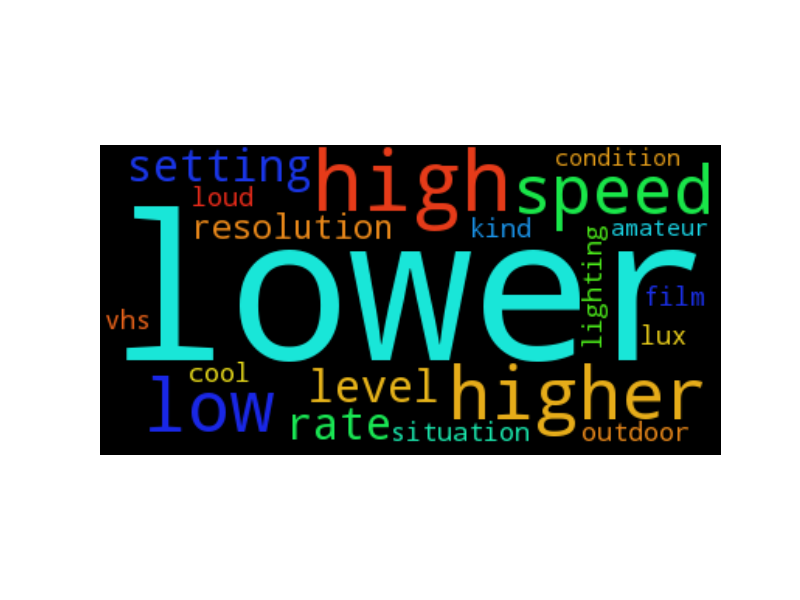 setting
high
condition
loud
speed
resolution
kind
amateur
lower
lighting
film
vhs
lux
cool
low
level
higher
rate
situation
outdoor